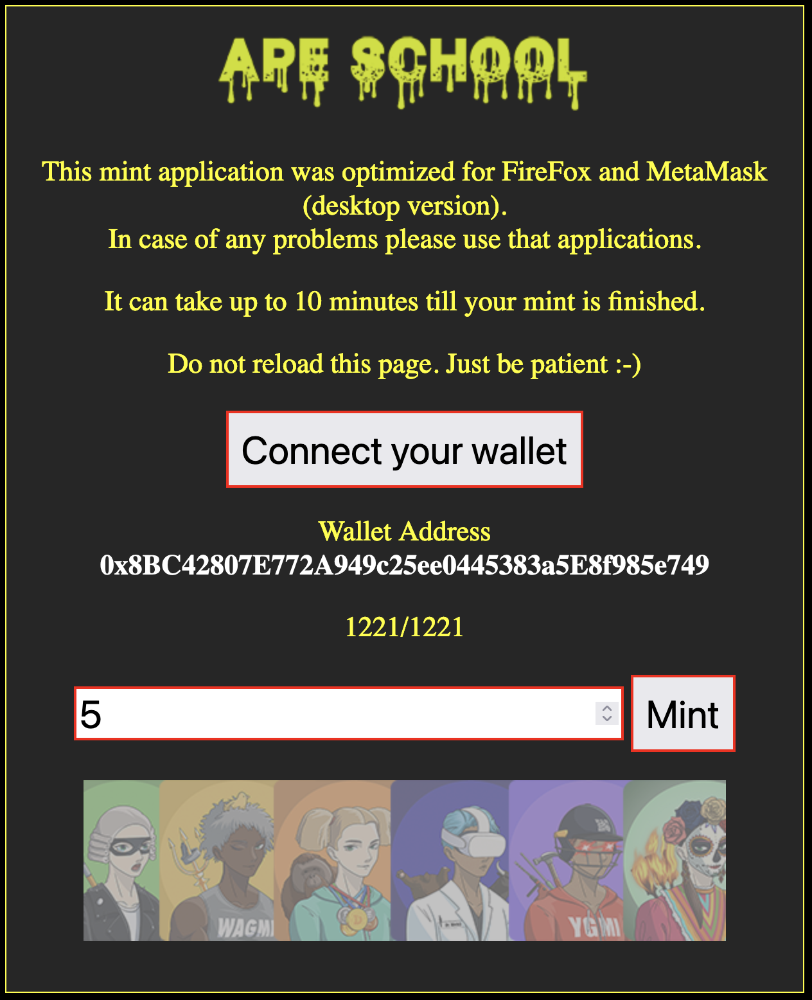 APE SCHOOL
This mint application was optimized for FireFox and MetaMask
(desktop version).
In case of any problems please use that applications.
It can take up to 10 minutes till your mint is finished.
Do not reload this page. Just be patient :-)
Connect your wallet
Wallet Address
0x8BC42807E772A949c25ee0445383a5E8f985e749
1221/1221
5
Mint
WAGMI
YGMI